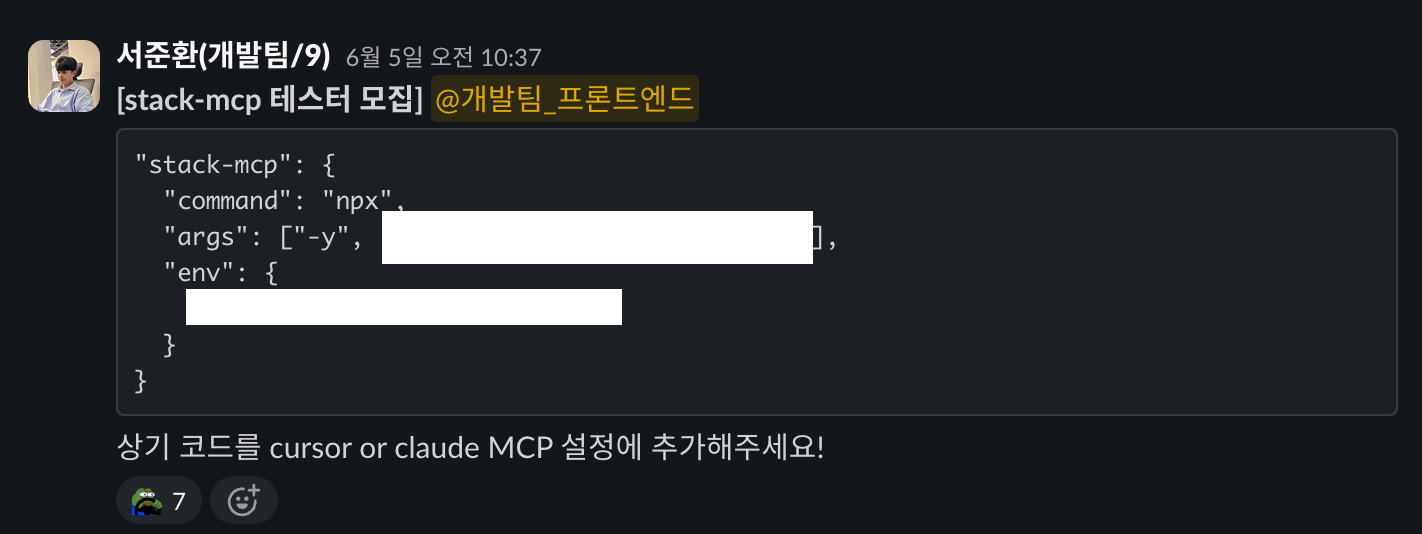 서준환(개발팀/9) 6월 5일 오전 10:37
[stack-mcp 테스터 모집] @개발팀_프론트엔드
"stack-mcp": {
"command": "npx",
"args": ["-y", ],
"env": {
}
}
상기 코드를 cursor or claude MCP 설정에 추가해주세요!
7